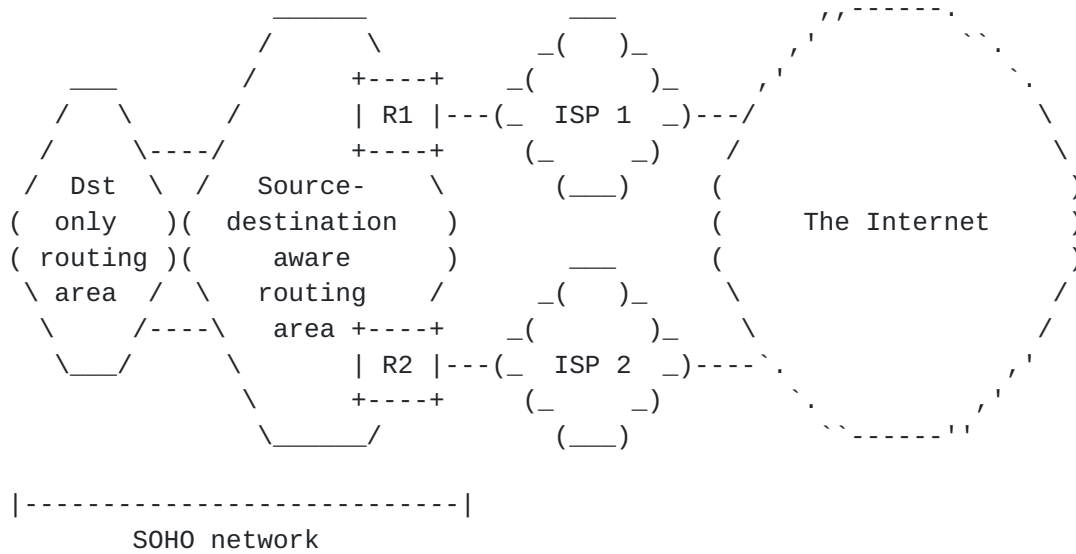 R1
ISP 1
Dst Source-
only destination The Internet
routing aware
area routing
area
R2 ISP 2
SOHO network